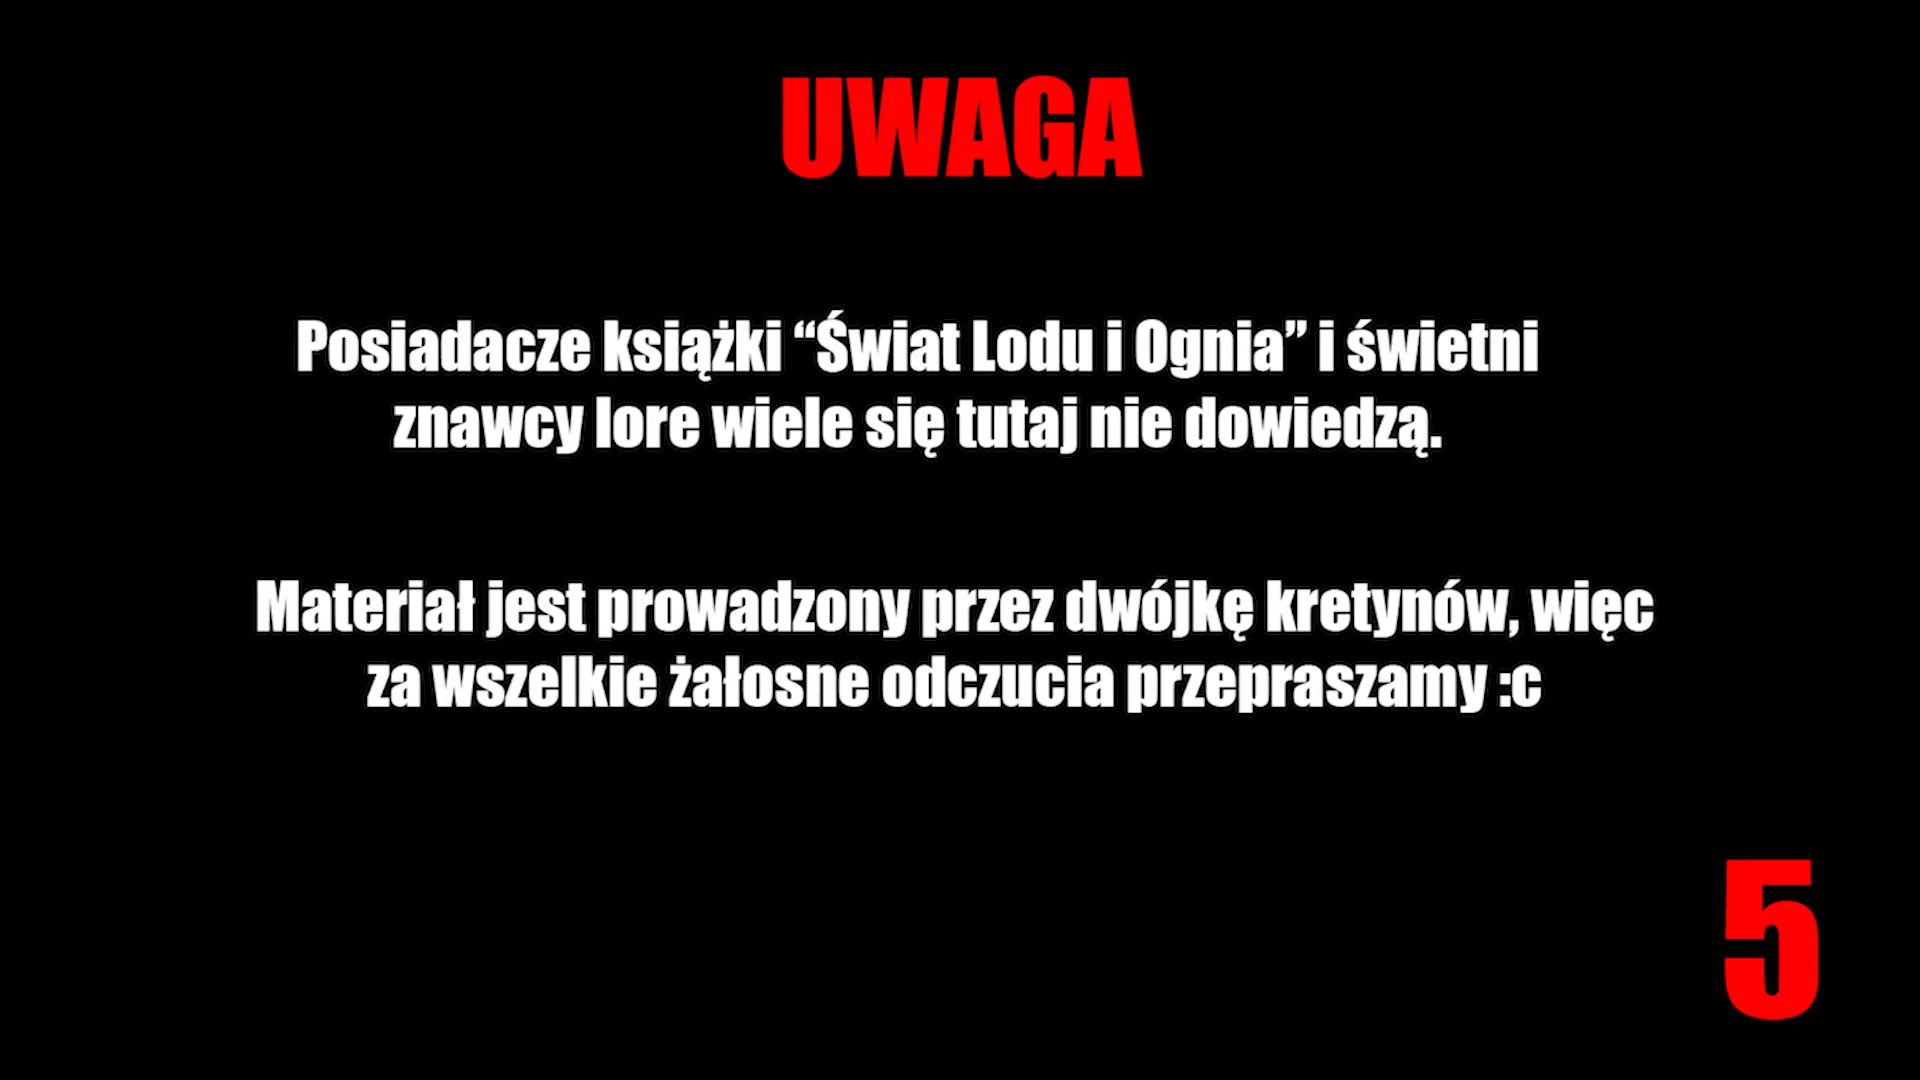 UWAGA
Posiadacze książki “Świat Lodu i Ognia” i świetni
znawcy lore wiele się tutaj nie dowiedzą.
Materiał jest prowadzony przez dwójkę kretynów, więc
za wszelkie żałosne odczucia przepraszamy :c
5